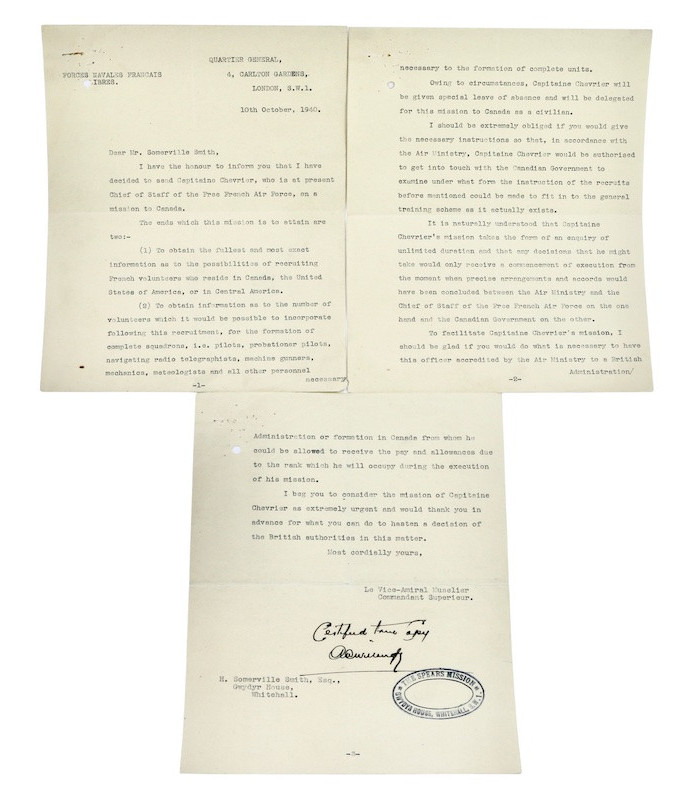 QUARTIER GENERAL,
FORCES NAVALES FRANCAIS
LIBRES.
4, CARLTON GARDENS,
LONDON, S.W.1.
10th October, 1940.
Dear Mr. Somerville Smith,
I have the honour to inform you that I have
decided to send Capitaine Chevrier, who is at present
Chief of Staff of the Free French Air Force, on a
mission to Canada.
The ends which this mission is to attain are
two:-
(1) To obtain the fullest and most exact
information as to the possibilities of recruiting
French volunteers who reside in Canada, the United
States of America, or in Central America.
(2) To obtain information as to the number of
volunteers which it would be possible to incorporate
following this recruitment, for the formation of
complete squadrons, i.e. pilots, probationer pilots,
navigating radio telegraphists, machine gunners,
mechanics, meteologists and all other personnel
necessary
-1-
necessary to the formation of complete units.
Owing to circumstances, Capitaine Chevrier will
be given special leave of absence and will be delegated
for this mission to Canada as a civilian.
I should be extremely obliged if you would give
the necessary instructions so that, in accordance with
the Air Ministry, Capitaine Chevrier would be authorised
to get into touch with the Canadian Government to
examine under what form the instruction of the recruits
before mentioned could be made to fit in to the general
training scheme as it actually exists.
It is naturally understood that Capitaine
Chevrier's mission takes the form of an enquiry of
unlimited duration and that any decisions that he might
take would only receive a commencement of execution from
the moment when precise arrangements and accords would
have been concluded between the Air Ministry and the
Chief of Staff of the Free French Air Force on the one
hand and the Canadian Government on the other.
To facilitate Capitaine Chevrier's mission, I
should be glad if you would do what is necessary to have
this officer accredited by the Air Ministry to a British
Administration/
-2-
Administration or formation in Canada from whom he
could be allowed to receive the pay and allowances due
to the rank which he will occupy during the execution
of his mission.
I beg you to consider the mission of Capitaine
Chevrier as extremely urgent and would thank you in
advance for what you can do to hasten a decision of
the British authorities in this matter.
Most cordially yours,
Le Vice-Amiral Muselier
Commandant Superieur.
Certified true copy
H. Somerville Smith, Esq.,
Gwydyr House,
Whitehall.
THE SPEARS MISSION
GWYDYR HOUSE, WHITEHALL, S.W.1.
-3-